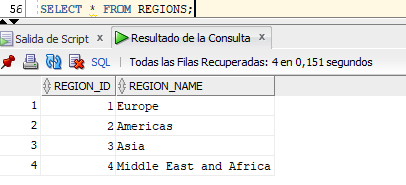 56 SELECT * FROM REGIONS;
Salida de Script x Resultado de la Consulta x
SQL | Todas las Filas Recuperadas: 4 en 0,151 segundos
REGION_ID REGION_NAME
1 1 Europe
2 2 Americas
3 3 Asia
4 4 Middle East and Africa